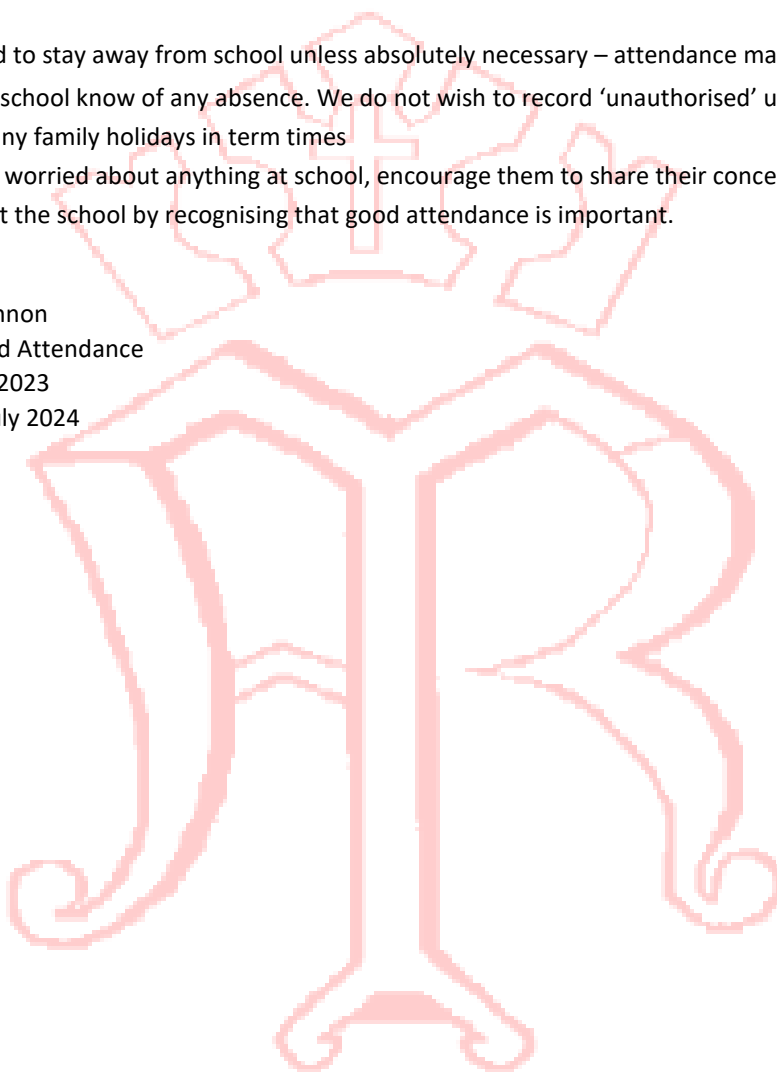 d to stay away from school unless absolutely necessary – attendance ma
school know of any absence. We do not wish to record ‘unauthorised’ u
ny family holidays in term times
worried about anything at school, encourage them to share their conce
t the school by recognising that good attendance is important.
nnon
d Attendance
2023
ly 2024